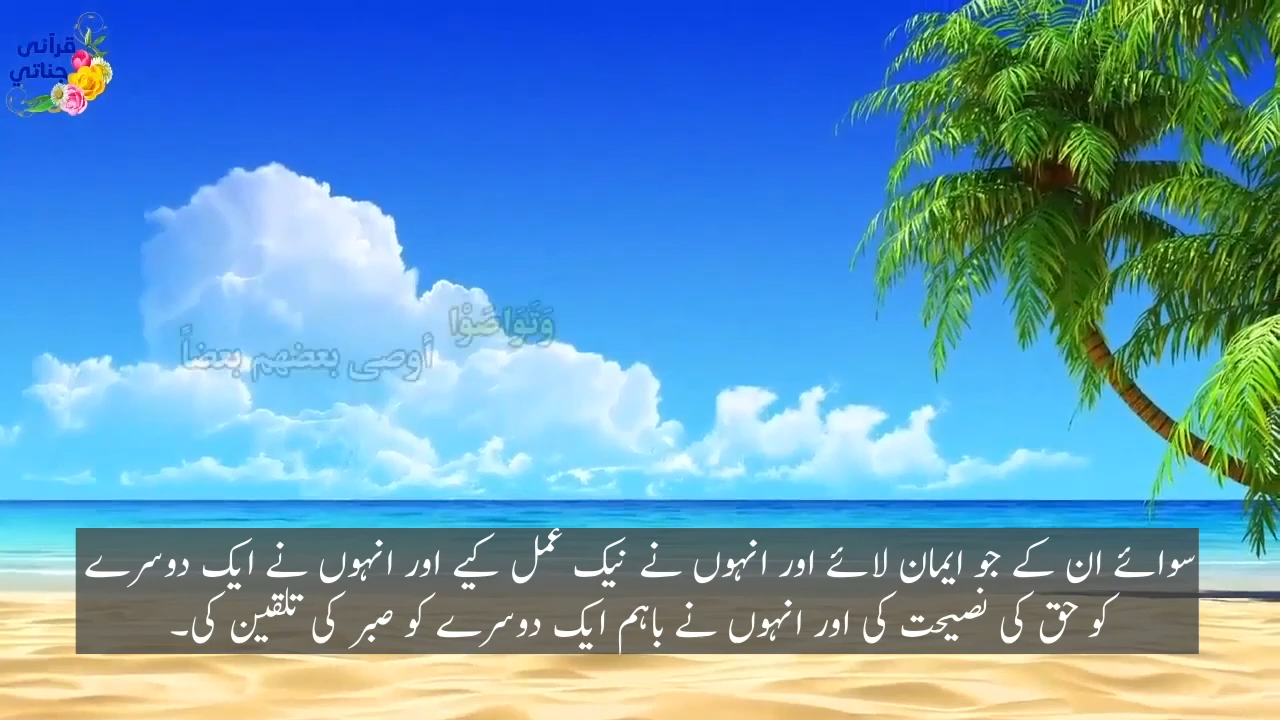 قرآنی
جناتي
وَتَوَاصَوْا
أوصى بعضهم بعضاً
سوائے ان کے جو ایمان لائے اور انہوں نے نیک عمل کیے اور انہوں نے ایک دوسرے
کو حق کی نصیحت کی اور انہوں نے باہم ایک دوسرے کو صبر کی تلقین کی۔